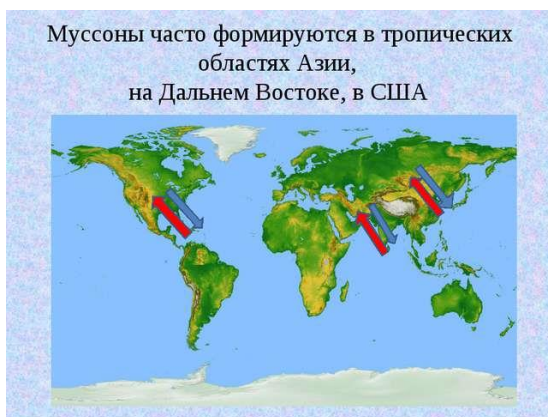 Муссоны часто формируются в тропических
областях Азии,
на Дальнем Востоке, в США